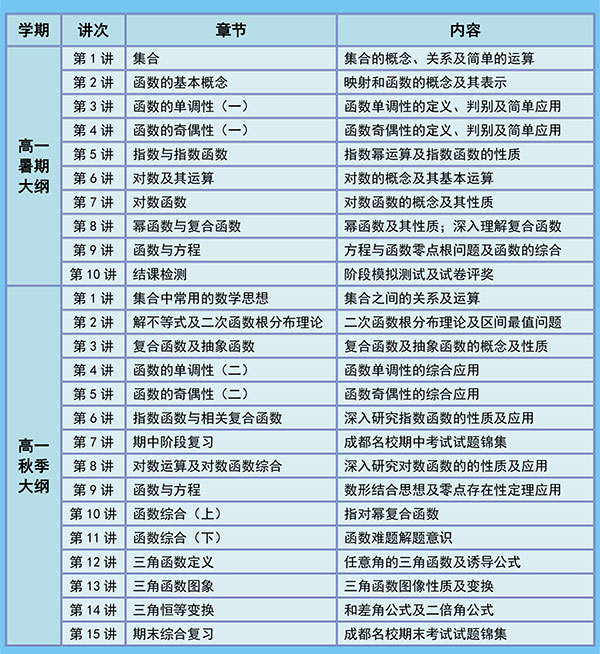 学期 讲次 章节 内容
高一
暑期
大纲
第 1 讲 集合 集合的概念、关系及简单的运算
第 2 讲 函数的基本概念 映射和函数的概念及其表示
第 3 讲 函数的单调性（一） 函数单调性的定义、判别及简单应用
第 4 讲 函数的奇偶性（一） 函数奇偶性的定义、判别及简单应用
第 5 讲 指数与指数函数 指数幂运算及指数函数的性质
第 6 讲 对数及其运算 对数的概念及其基本运算
第 7 讲 对数函数 对数函数的概念及其性质
第 8 讲 幂函数与复合函数 幂函数及其性质；深入理解复合函数
第 9 讲 函数与方程 方程与函数零点根问题及函数的综合
第 10 讲 结课检测 阶段模拟测试及试卷评奖
高一
秋季
大纲
第 1 讲 集合中常用的数学思想 集合之间的关系及运算
第 2 讲 解不等式及二次函数根分布理论 二次函数根分布理论及区间最值问题
第 3 讲 复合函数及抽象函数 复合函数及抽象函数的概念及性质
第 4 讲 函数的单调性（二） 函数单调性的综合应用
第 5 讲 函数的奇偶性（二） 函数奇偶性的综合应用
第 6 讲 指数函数与相关复合函数 深入研究指数函数的性质及应用
第 7 讲 期中阶段复习 成都名校期中考试试题锦集
第 8 讲 对数运算及对数函数综合 深入研究对数函数的的性质及应用
第 9 讲 函数与方程 数形结合思想及零点存在性定理应用
第 10 讲 函数综合（上） 指对幂复合函数
第 11 讲 函数综合（下） 函数难题解题意识
第 12 讲 三角函数定义 任意角的三角函数及诱导公式
第 13 讲 三角函数图象 三角函数图像性质及变换
第 14 讲 三角恒等变换 和差角公式及二倍角公式
第 15 讲 期末综合复习 成都名校期末考试试题锦集